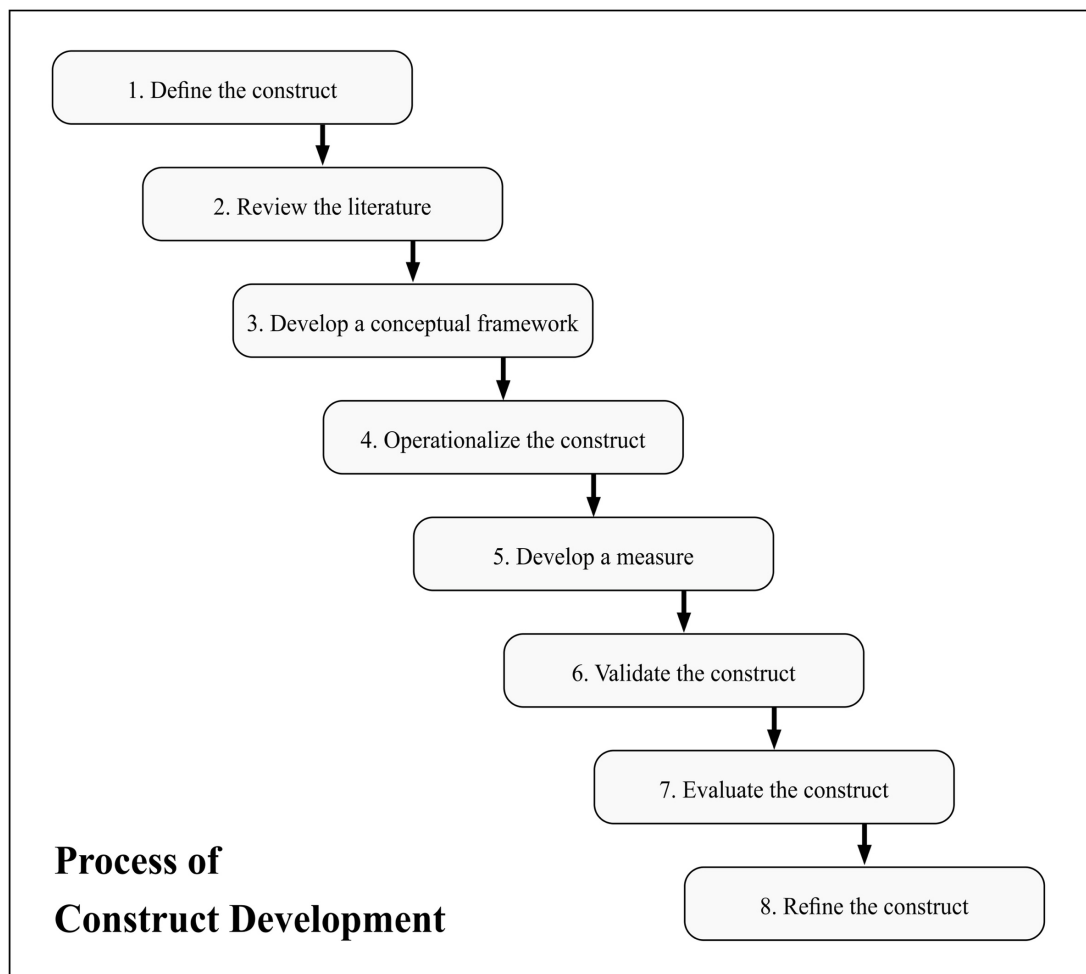 1. Define the construct
2. Review the literature
3. Develop a conceptual framework
4. Operationalize the construct
5. Develop a measure
6. Validate the construct
7. Evaluate the construct
8. Refine the construct
Process of
Construct Development